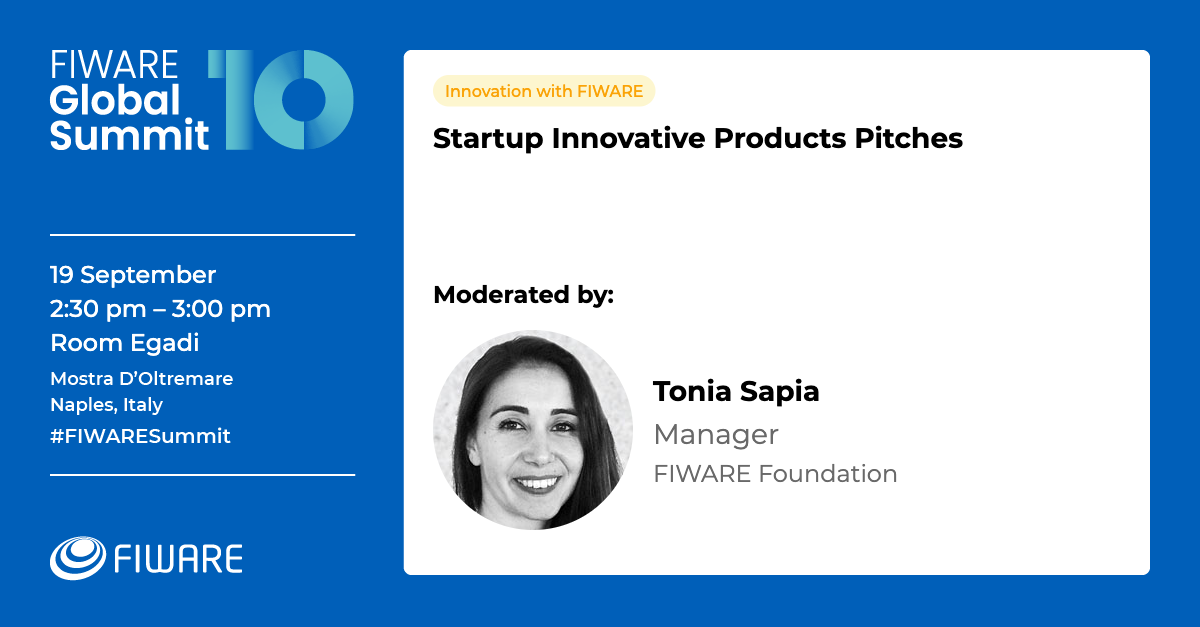 FIWARE
Global
Summit
10
19 September
2:30 pm – 3:00 pm
Room Egadi
Mostra D’Oltremare
Naples, Italy
#FIWARESummit
FIWARE
Innovation with FIWARE
Startup Innovative Products Pitches
Moderated by:
Tonia Sapia
Manager
FIWARE Foundation